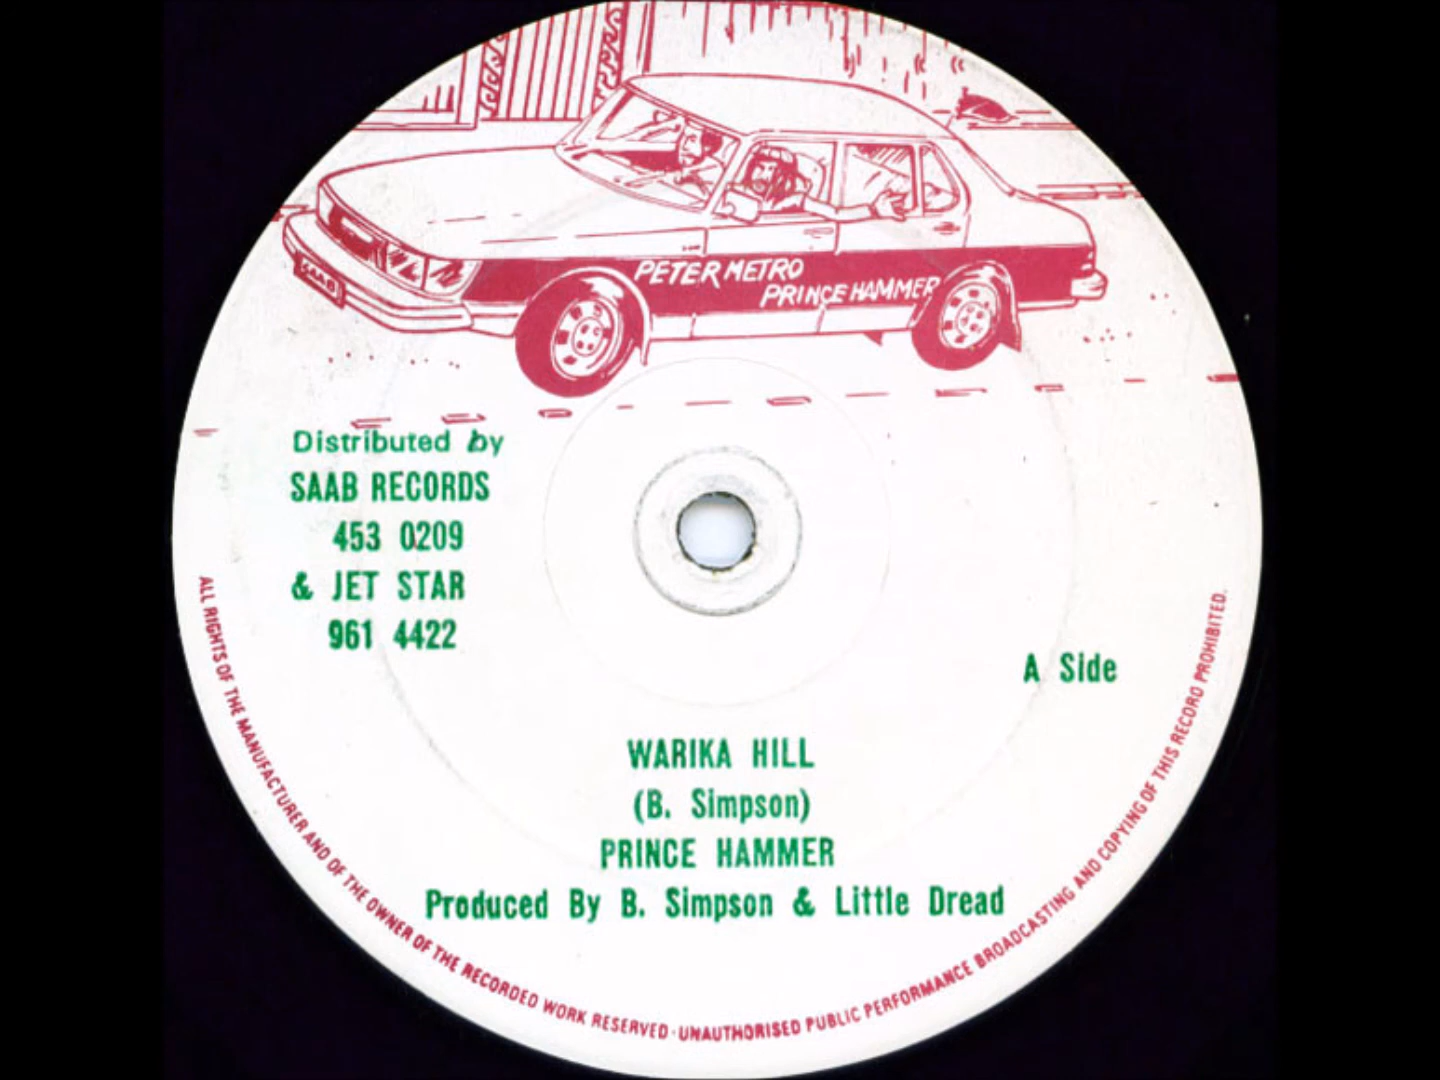 SAAB
PETER METRO
PRINCE HAMMER
Distributed by
SAAB RECORDS
453 0209
& JET STAR
961 4422
A Side
WARIKA HILL
(B. Simpson)
PRINCE HAMMER
Produced By B. Simpson & Little Dread
ALL RIGHTS OF THE MANUFACTURER AND OF THE OWNER OF THE RECORDED WORK RESERVED · UNAUTHORISED PUBLIC PERFORMANCE BROADCASTING AND COPYING OF THIS RECORD PROHIBITED.